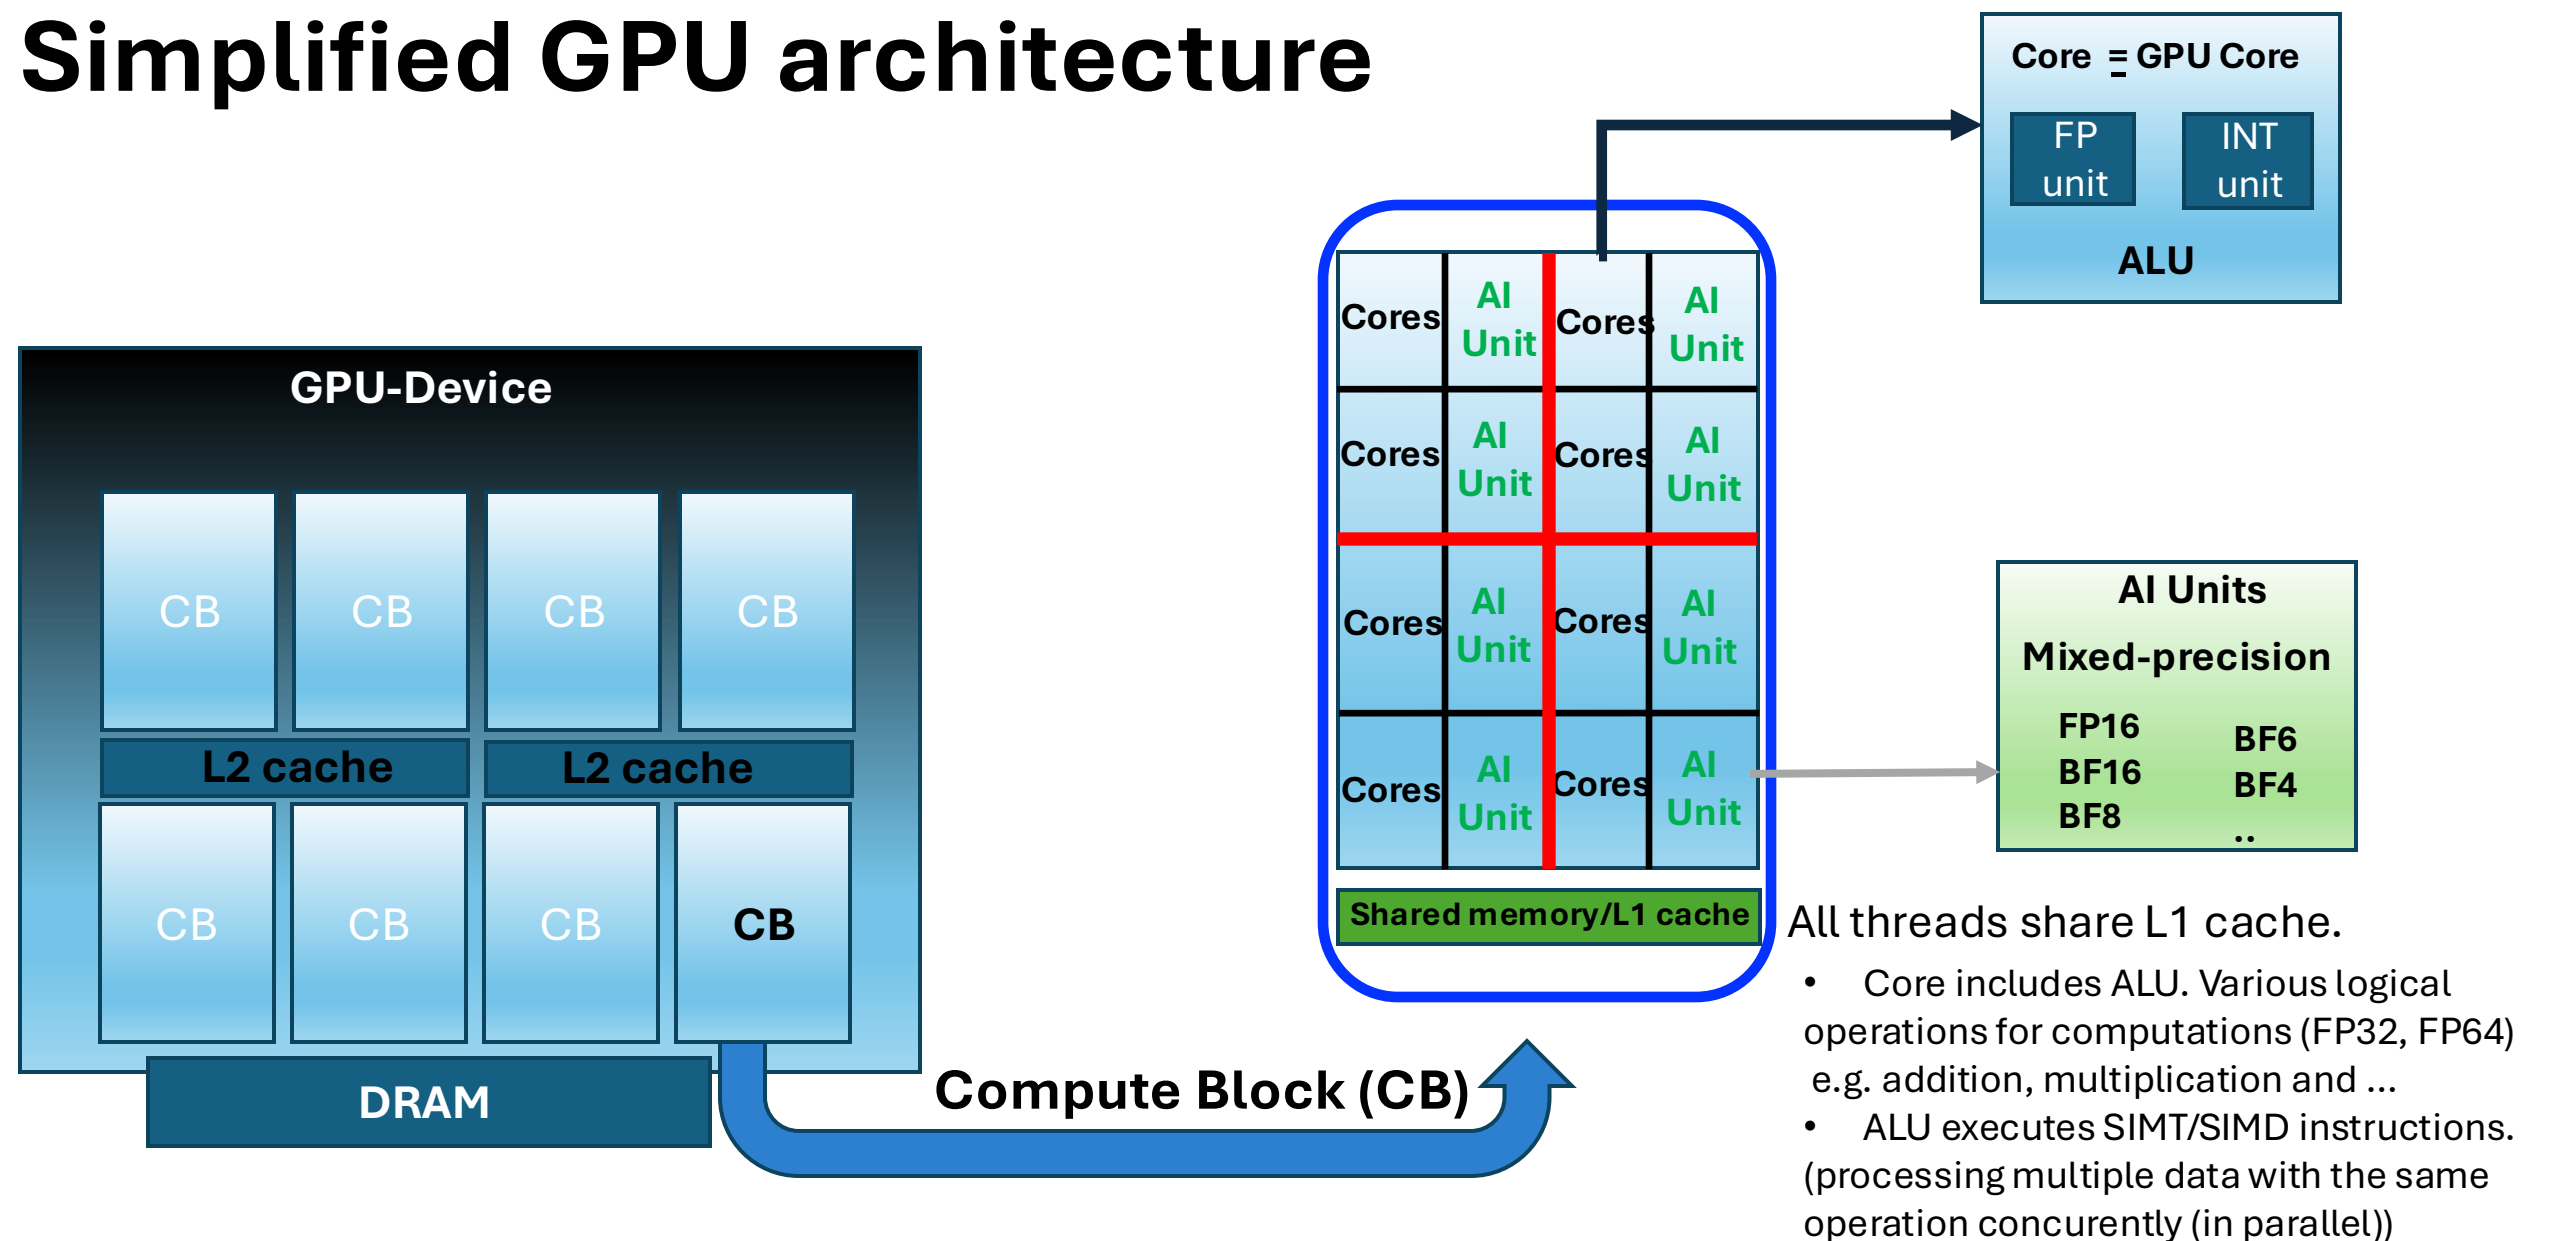 Simplified GPU architecture
Core = GPU Core
FP
unit
INT
unit
ALU
GPU-Device
CB
CB
CB
CB
L2 cache
L2 cache
CB
CB
CB
CB
DRAM
Compute Block (CB)
Cores
AI
Unit
Cores
AI
Unit
Cores
AI
Unit
Cores
AI
Unit
Cores
AI
Unit
Cores
AI
Unit
Cores
AI
Unit
Cores
AI
Unit
Shared memory/L1 cache
AI Units
Mixed-precision
FP16
BF16
BF8
BF6
BF4
..
All threads share L1 cache.
• Core includes ALU. Various logical
operations for computations (FP32, FP64)
e.g. addition, multiplication and ...
• ALU executes SIMT/SIMD instructions.
(processing multiple data with the same
operation concurently (in parallel))